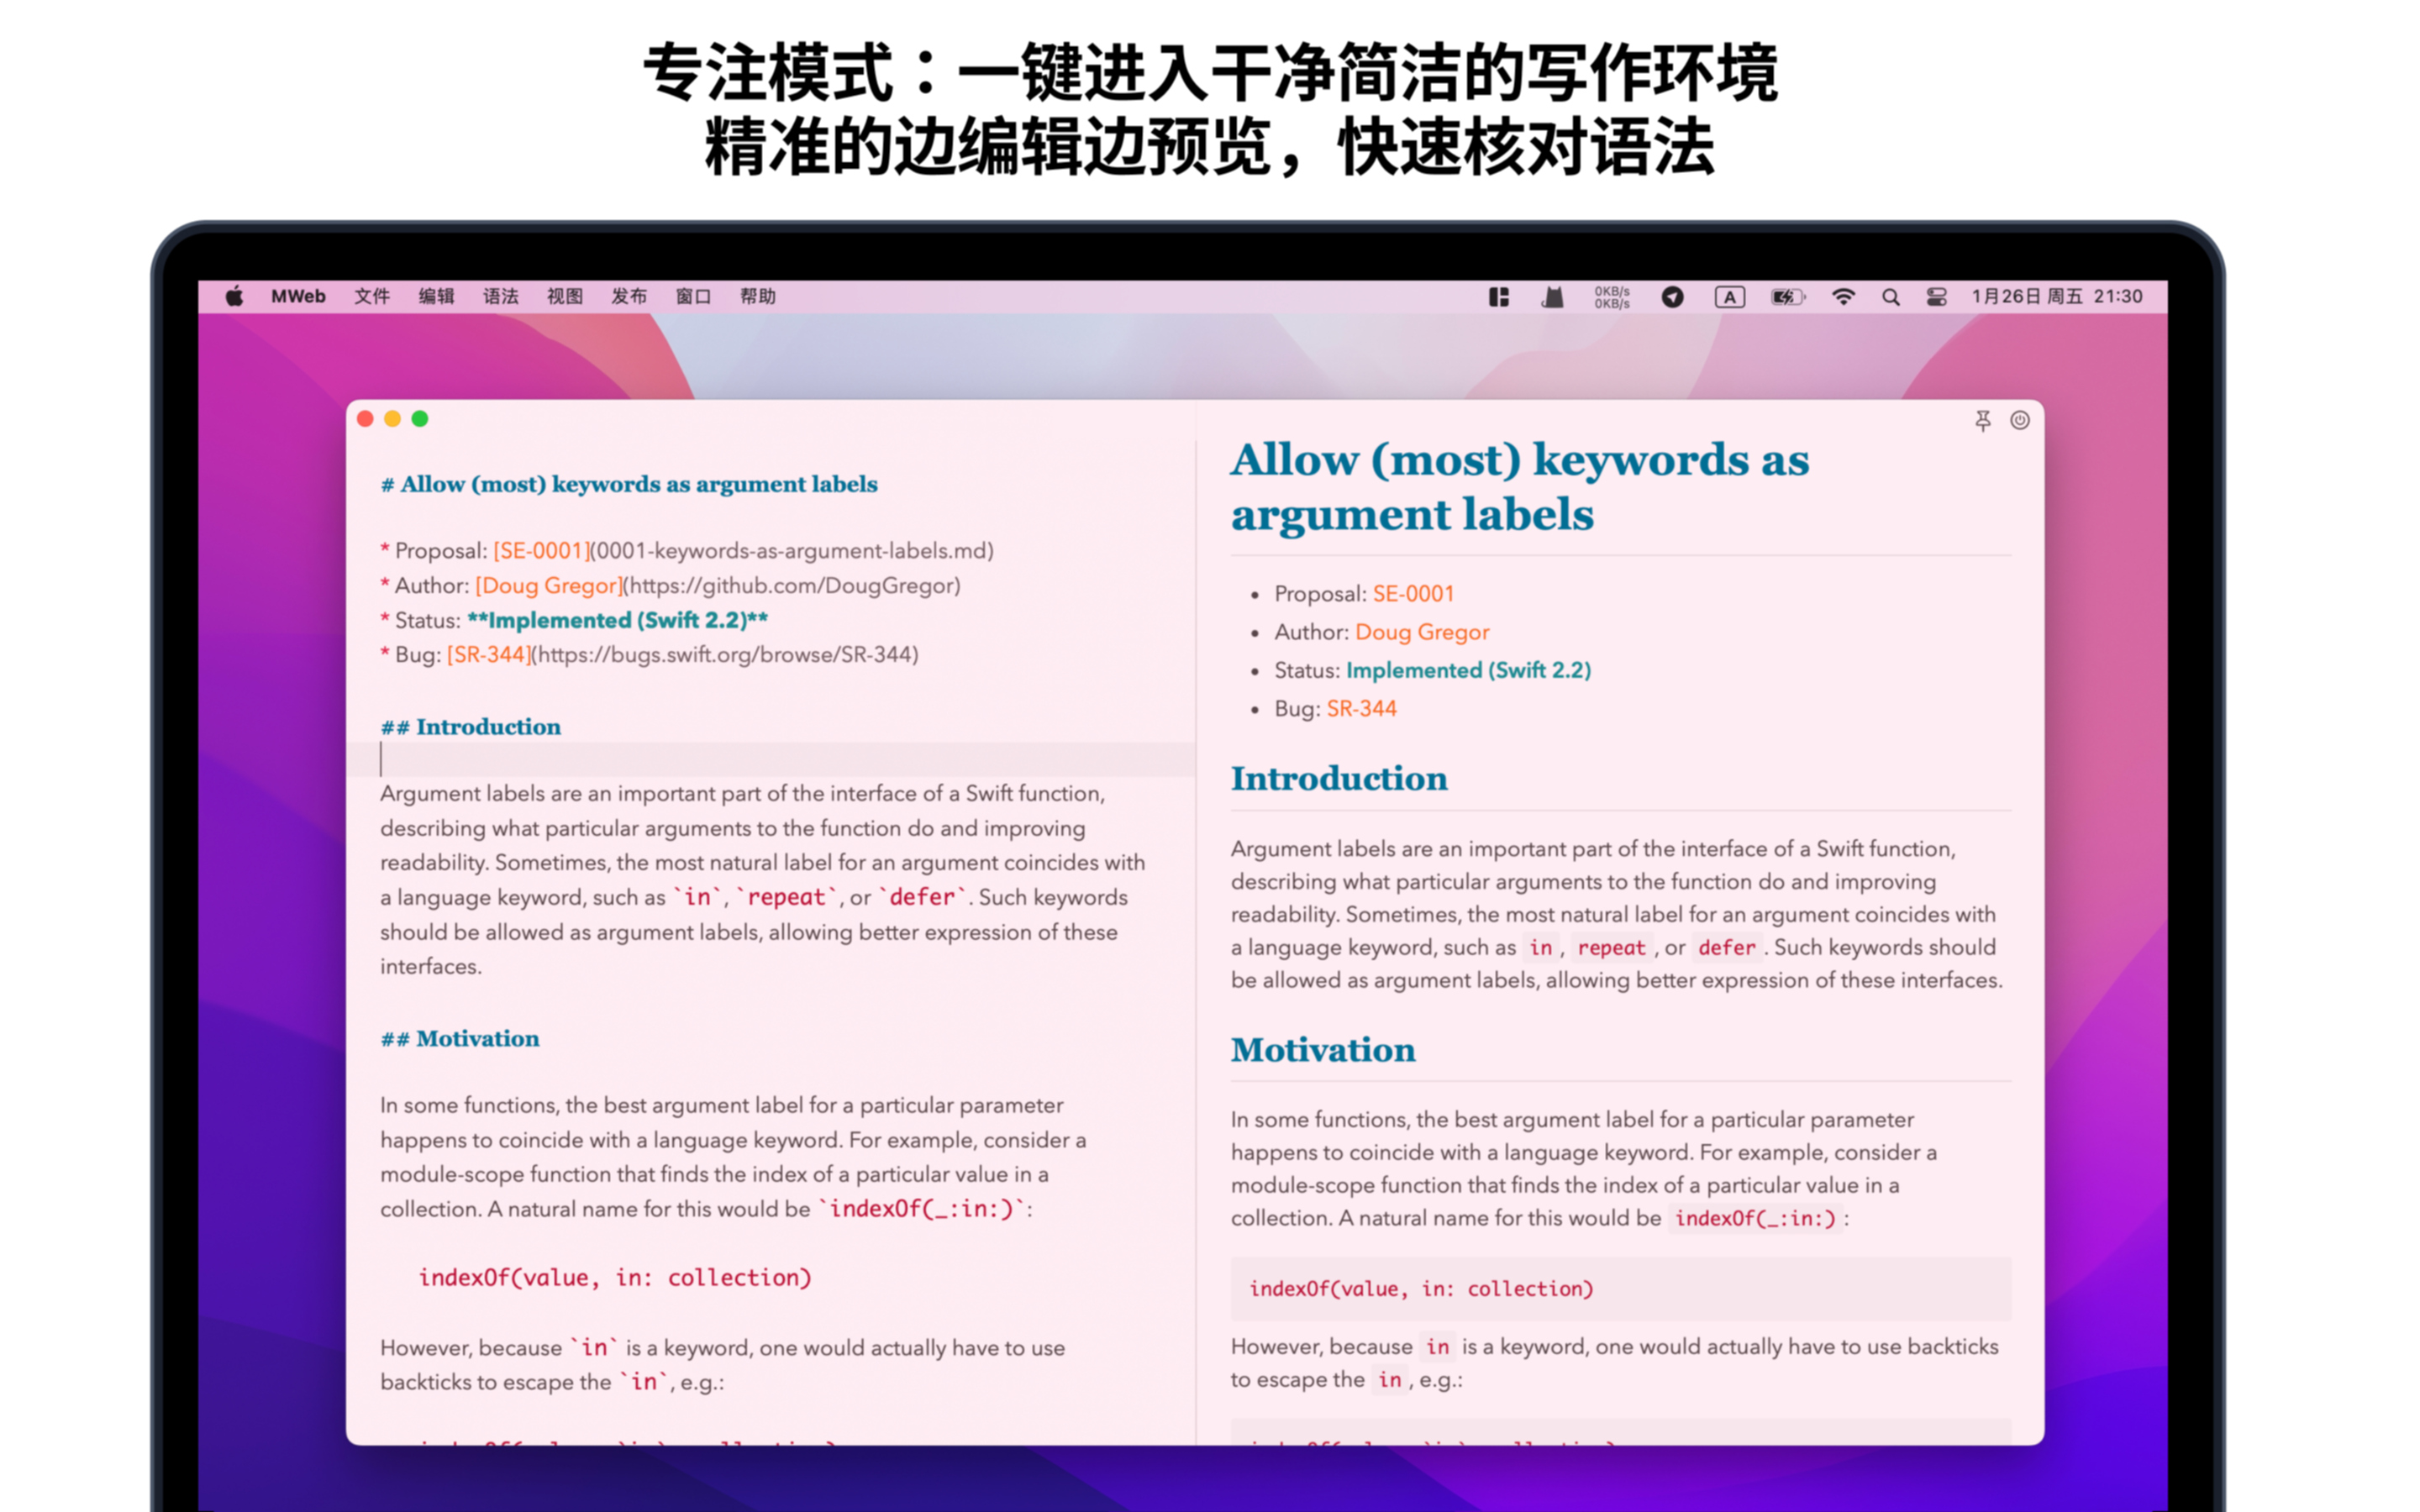 专注模式：一键进入干净简洁的写作环境
精准的边编辑边预览，快速核对语法
MWeb 文件 编辑 语法 视图 发布 窗口 帮助
0KB/s
0KB/s
A
1月26日 周五 21:30
# Allow (most) keywords as argument labels
* Proposal: [SE-0001](0001-keywords-as-argument-labels.md)
* Author: [Doug Gregor](https://github.com/DougGregor)
* Status: **Implemented (Swift 2.2)**
* Bug: [SR-344](https://bugs.swift.org/browse/SR-344)
## Introduction
Argument labels are an important part of the interface of a Swift function,
describing what particular arguments to the function do and improving
readability. Sometimes, the most natural label for an argument coincides with
a language keyword, such as `in`, `repeat`, or `defer`. Such keywords
should be allowed as argument labels, allowing better expression of these
interfaces.
## Motivation
In some functions, the best argument label for a particular parameter
happens to coincide with a language keyword. For example, consider a
module-scope function that finds the index of a particular value in a
collection. A natural name for this would be `indexOf(_:in:)`:
indexOf(value, in: collection)
However, because `in` is a keyword, one would actually have to use
backticks to escape the `in`, e.g.:
Allow (most) keywords as
argument labels
• Proposal: SE-0001
• Author: Doug Gregor
• Status: Implemented (Swift 2.2)
• Bug: SR-344
Introduction
Argument labels are an important part of the interface of a Swift function,
describing what particular arguments to the function do and improving
readability. Sometimes, the most natural label for an argument coincides with
a language keyword, such as in, repeat, or defer. Such keywords should
be allowed as argument labels, allowing better expression of these interfaces.
Motivation
In some functions, the best argument label for a particular parameter
happens to coincide with a language keyword. For example, consider a
module-scope function that finds the index of a particular value in a
collection. A natural name for this would be indexOf(_:in:):
indexOf(value, in: collection)
However, because in is a keyword, one would actually have to use backticks
to escape the in, e.g.: